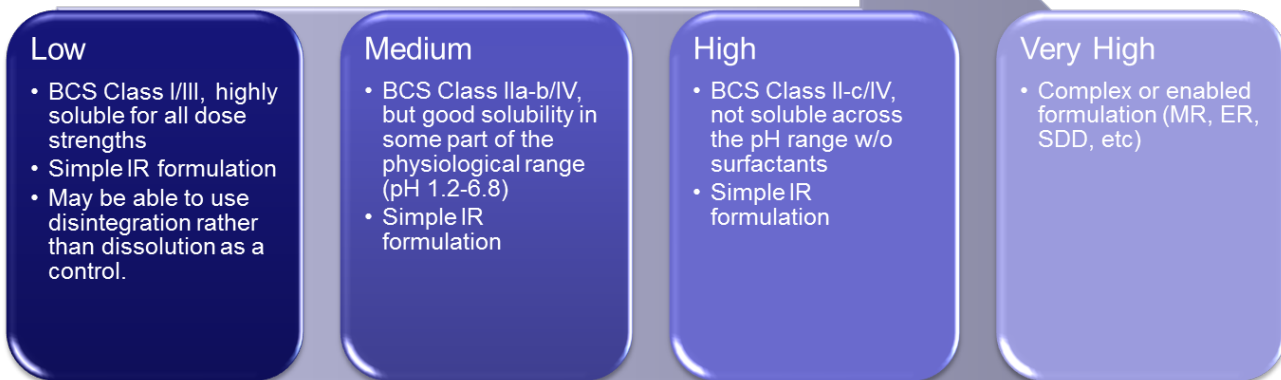 Low
• BCS Class I/III, highly
soluble for all dose
strengths
• Simple IR formulation
• May be able to use
disintegration rather
than dissolution as a
control.
Medium
• BCS Class IIa-b/IV,
but good solubility in
some part of the
physiological range
(pH 1.2-6.8)
• Simple IR
formulation
High
• BCS Class II-c/IV,
not soluble across
the pH range w/o
surfactants
• Simple IR
formulation
Very High
• Complex or enabled
formulation (MR, ER,
SDD, etc)